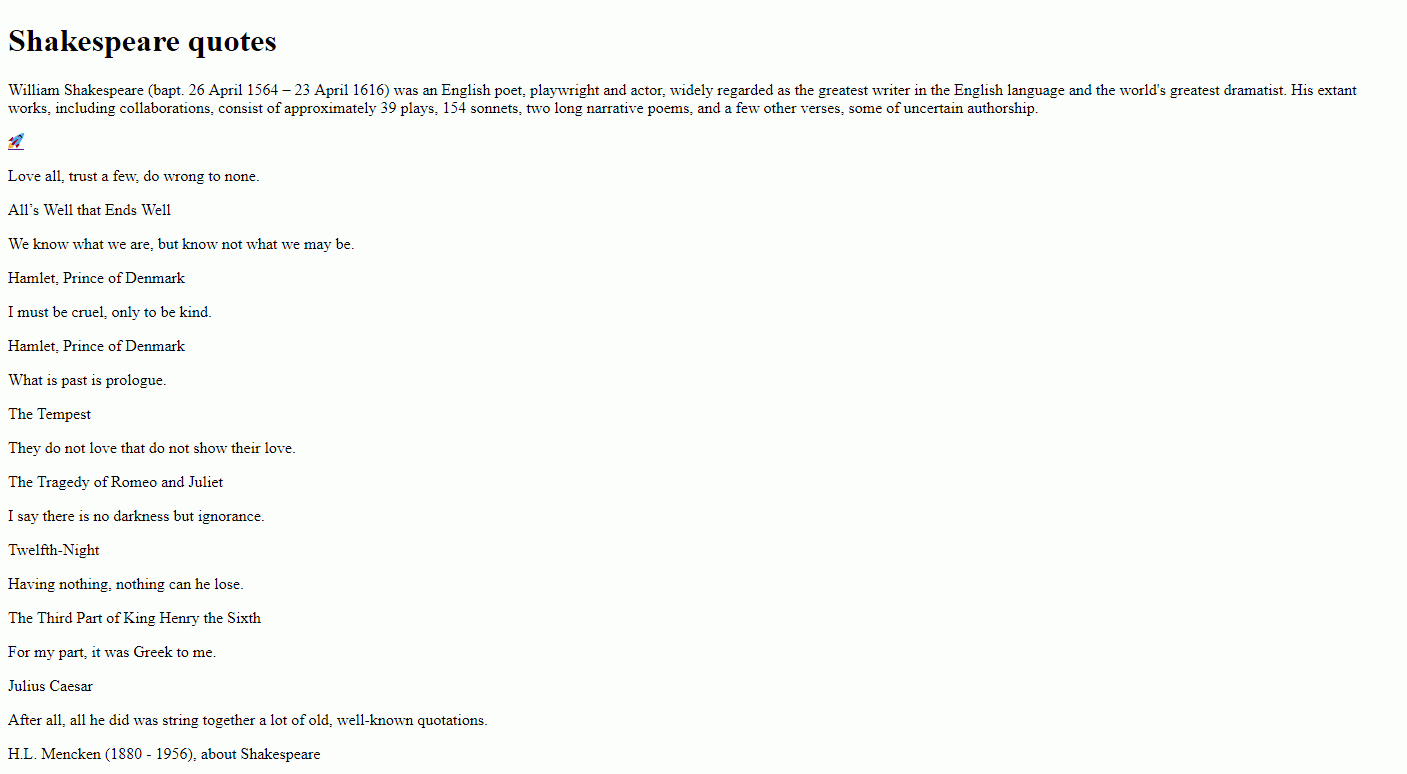 Shakespeare quotes
William Shakespeare (bapt. 26 April 1564 – 23 April 1616) was an English poet, playwright and actor, widely regarded as the greatest writer in the English language and the world's greatest dramatist. His extant
works, including collaborations, consist of approximately 39 plays, 154 sonnets, two long narrative poems, and a few other verses, some of uncertain authorship.
🚀
Love all, trust a few, do wrong to none.
All’s Well that Ends Well
We know what we are, but know not what we may be.
Hamlet, Prince of Denmark
I must be cruel, only to be kind.
Hamlet, Prince of Denmark
What is past is prologue.
The Tempest
They do not love that do not show their love.
The Tragedy of Romeo and Juliet
I say there is no darkness but ignorance.
Twelfth-Night
Having nothing, nothing can he lose.
The Third Part of King Henry the Sixth
For my part, it was Greek to me.
Julius Caesar
After all, all he did was string together a lot of old, well-known quotations.
H.L. Mencken (1880 - 1956), about Shakespeare